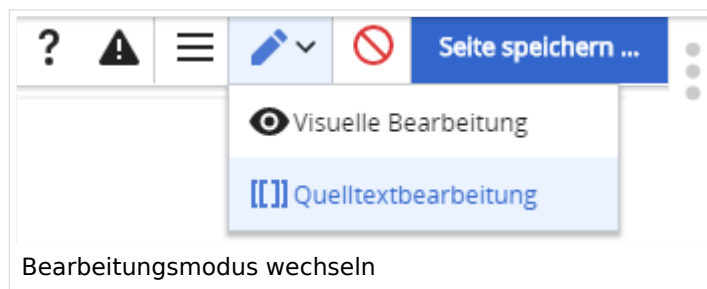 ? Seite speichern ...
Visuelle Bearbeitung
[[]] Quelltextbearbeitung
Bearbeitungsmodus wechseln